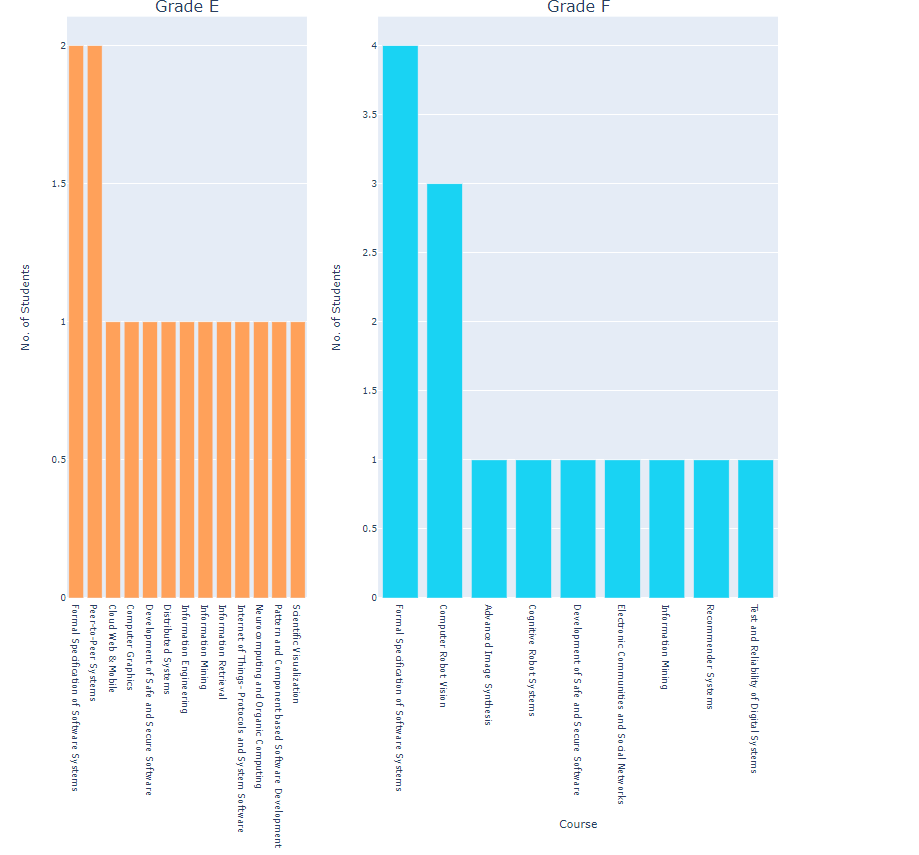 Grade E
Grade F
No. of Students
2
1.5
1
0.5
0
Formal Specification of Software Systems
Peer-to-Peer Systems
Cloud Web & Mobile
Computer Graphics
Development of Safe and Secure Software
Distributed Systems
Information Engineering
Information Mining
Information Retrieval
Internet of Things- Protocols and System Software
Neurocomputing and Organic Computing
Pattern and Component based Software Development
Scientific Visualization
No. of Students
4
3.5
3
2.5
2
1.5
1
0.5
0
Formal Specification of Software Systems
Computer Robot Vision
Advanced Image Synthesis
Cognitive Robot Systems
Development of Safe and Secure Software
Electronic Communities and Social Networks
Information Mining
Recommender Systems
Test and Reliability of Digital Systems
Course